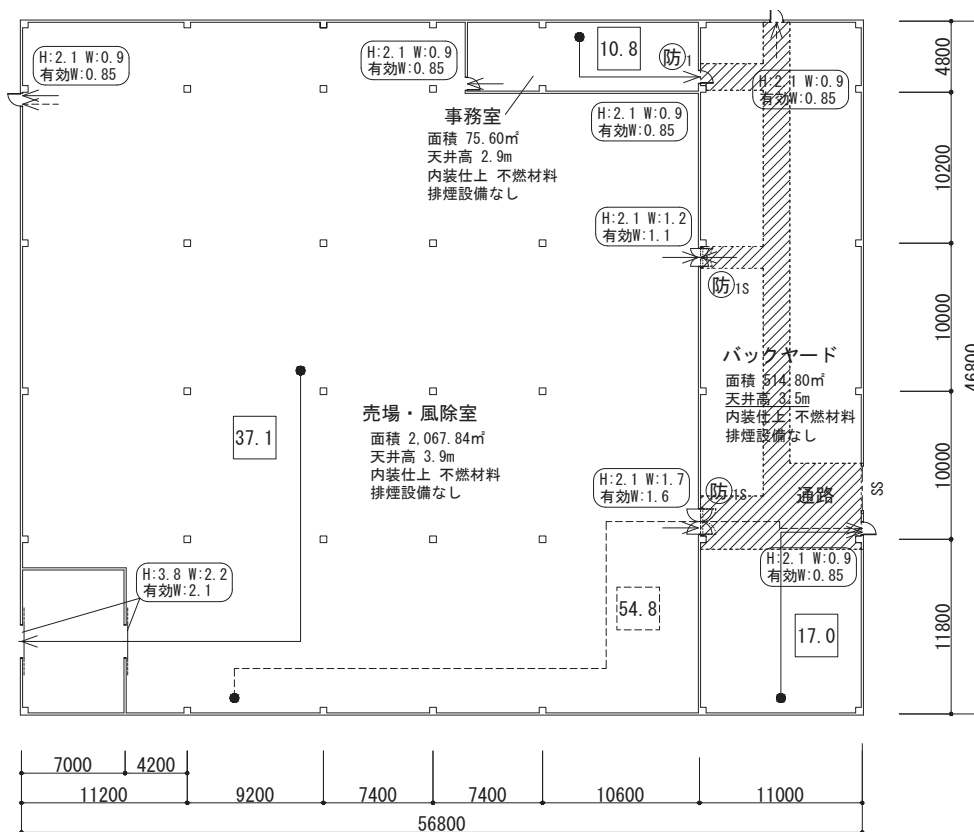 H:2.1 W:0.9
有効W:0.85
H:2.1 W:0.9
有効W:0.85
10.8
防1
H:2.1 W:0.9
有効W:0.85
事務室
面積 75.60㎡
天井高 2.9m
内装仕上 不燃材料
排煙設備なし
H:2.1 W:0.9
有効W:0.85
H:2.1 W:1.2
有効W:1.1
防1S
バックヤード
面積 514.80㎡
天井高 3.5m
内装仕上 不燃材料
排煙設備なし
37.1
売場・風除室
面積 2,067.84㎡
天井高 3.9m
内装仕上 不燃材料
排煙設備なし
H:2.1 W:1.7
有効W:1.6
防1S
通路
SS
H:2.1 W:0.9
有効W:0.85
H:3.8 W:2.2
有効W:2.1
54.8
17.0
4800
10200
10000
10000
11800
46800
7000
4200
11200
9200
7400
7400
10600
11000
56800